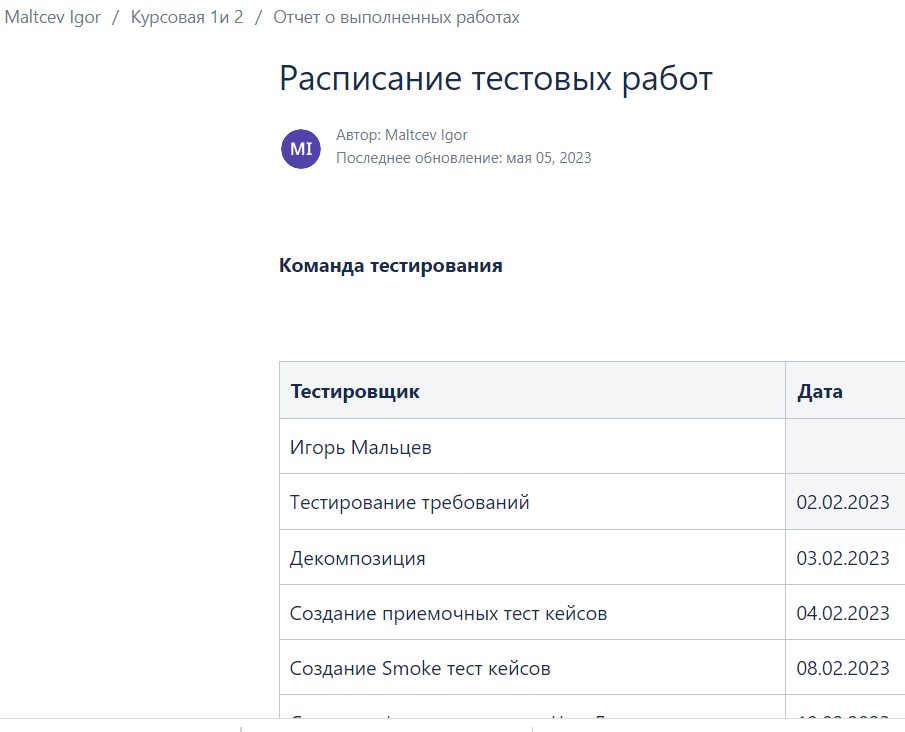 Maltcev Igor / Курсовая 1и 2 / Отчет о выполненных работах
Расписание тестовых работ
MI
Автор: Maltcev Igor
Последнее обновление: мая 05, 2023
Команда тестирования
Тестировщик Дата
Игорь Мальцев
Тестирование требований 02.02.2023
Декомпозиция 03.02.2023
Создание приемочных тест кейсов 04.02.2023
Создание Smoke тест кейсов 08.02.2023